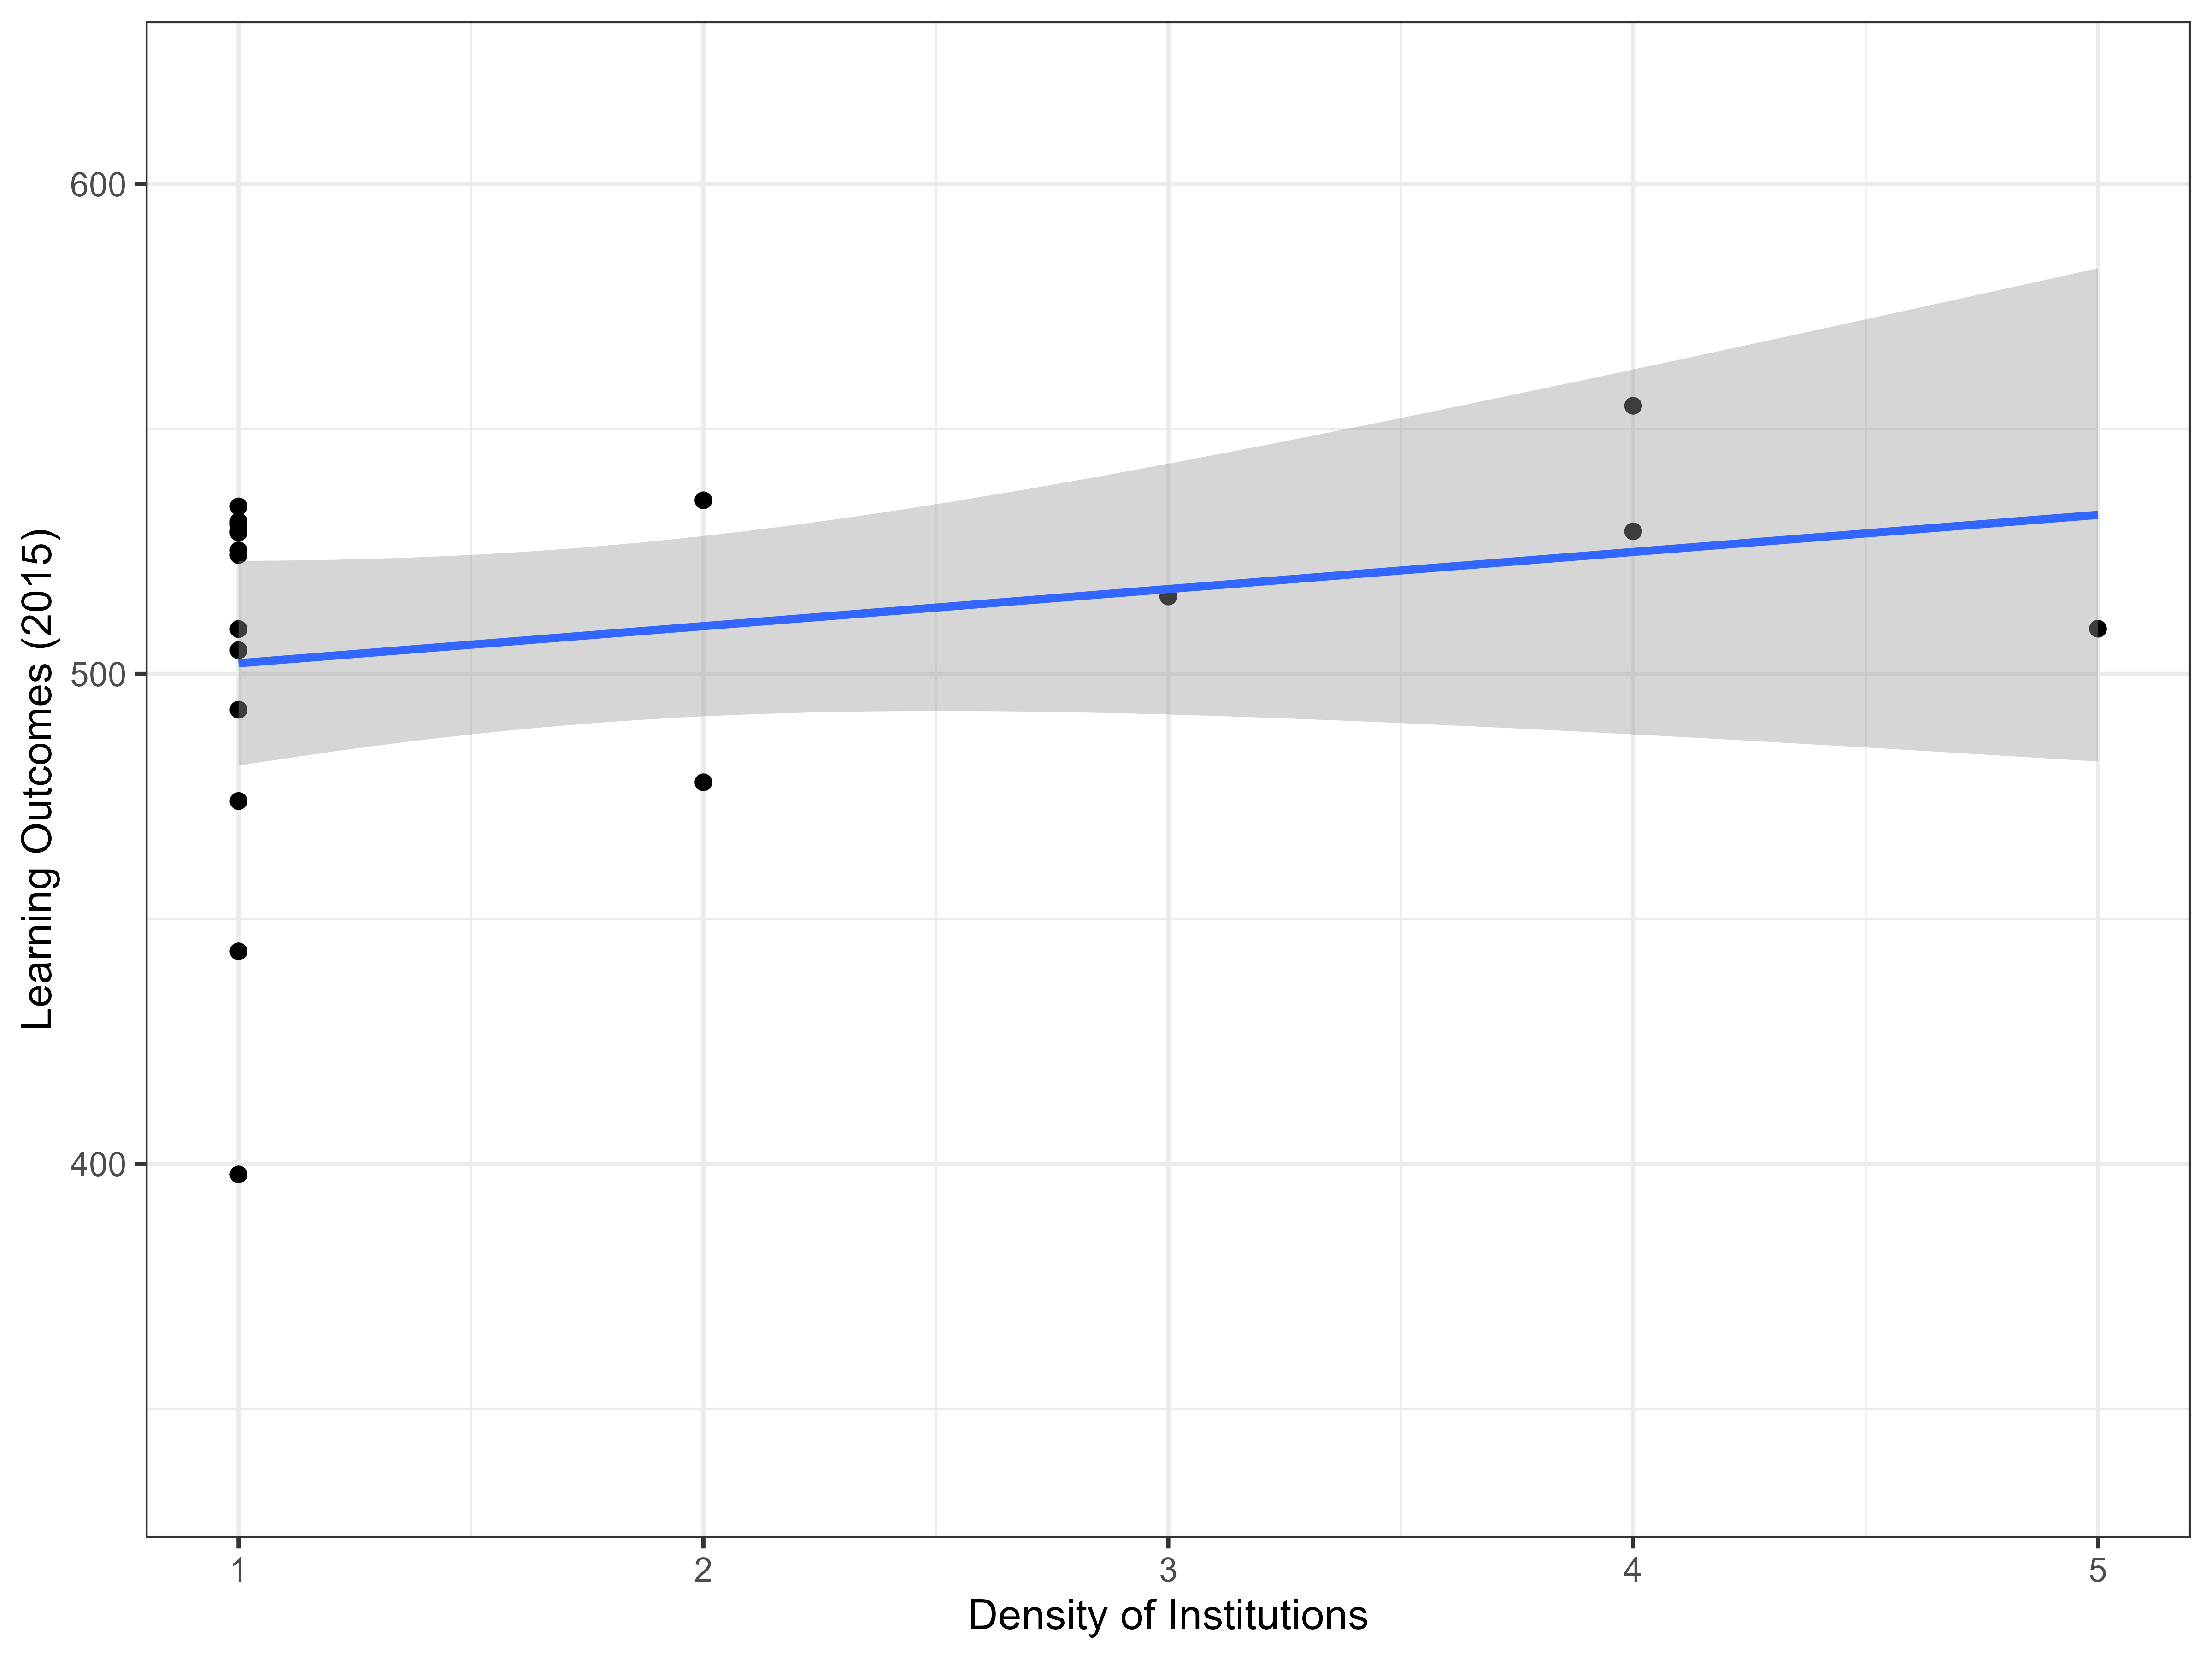 Learning Outcomes (2015)
600
500
400
1 2 3 4 5
Density of Institutions